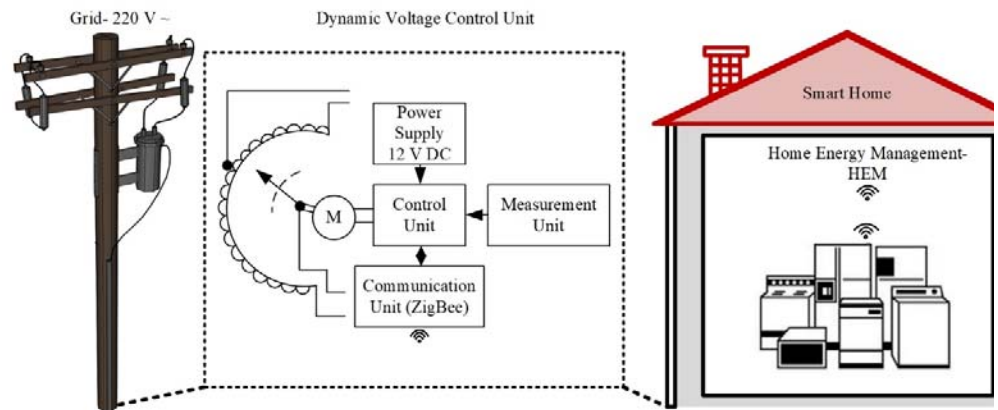 Grid- 220 V ~
Dynamic Voltage Control Unit
Power
Supply
12 V DC
M
Control
Unit
Measurement
Unit
Communication
Unit (ZigBee)
Smart Home
Home Energy Management-
HEM